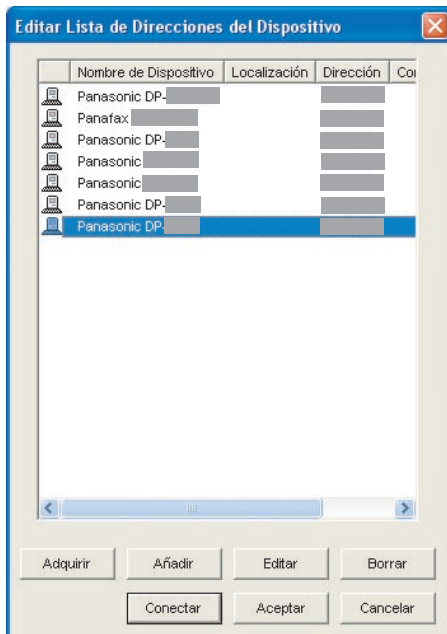 Editar Lista de Direcciones del Dispositivo
Nombre de Dispositivo Localización Dirección
Panasonic DP-
Panafax
Panasonic DP-
Panasonic
Panasonic
Panasonic DP-
Panasonic DP-
Adquirir Añadir Editar Borrar
Conectar Aceptar Cancelar